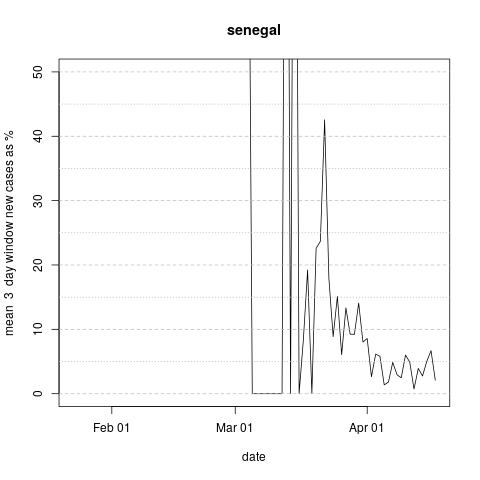 senegal
mean 3 day window new cases as %
50
40
30
20
10
0
Feb 01
Mar 01
Apr 01
date